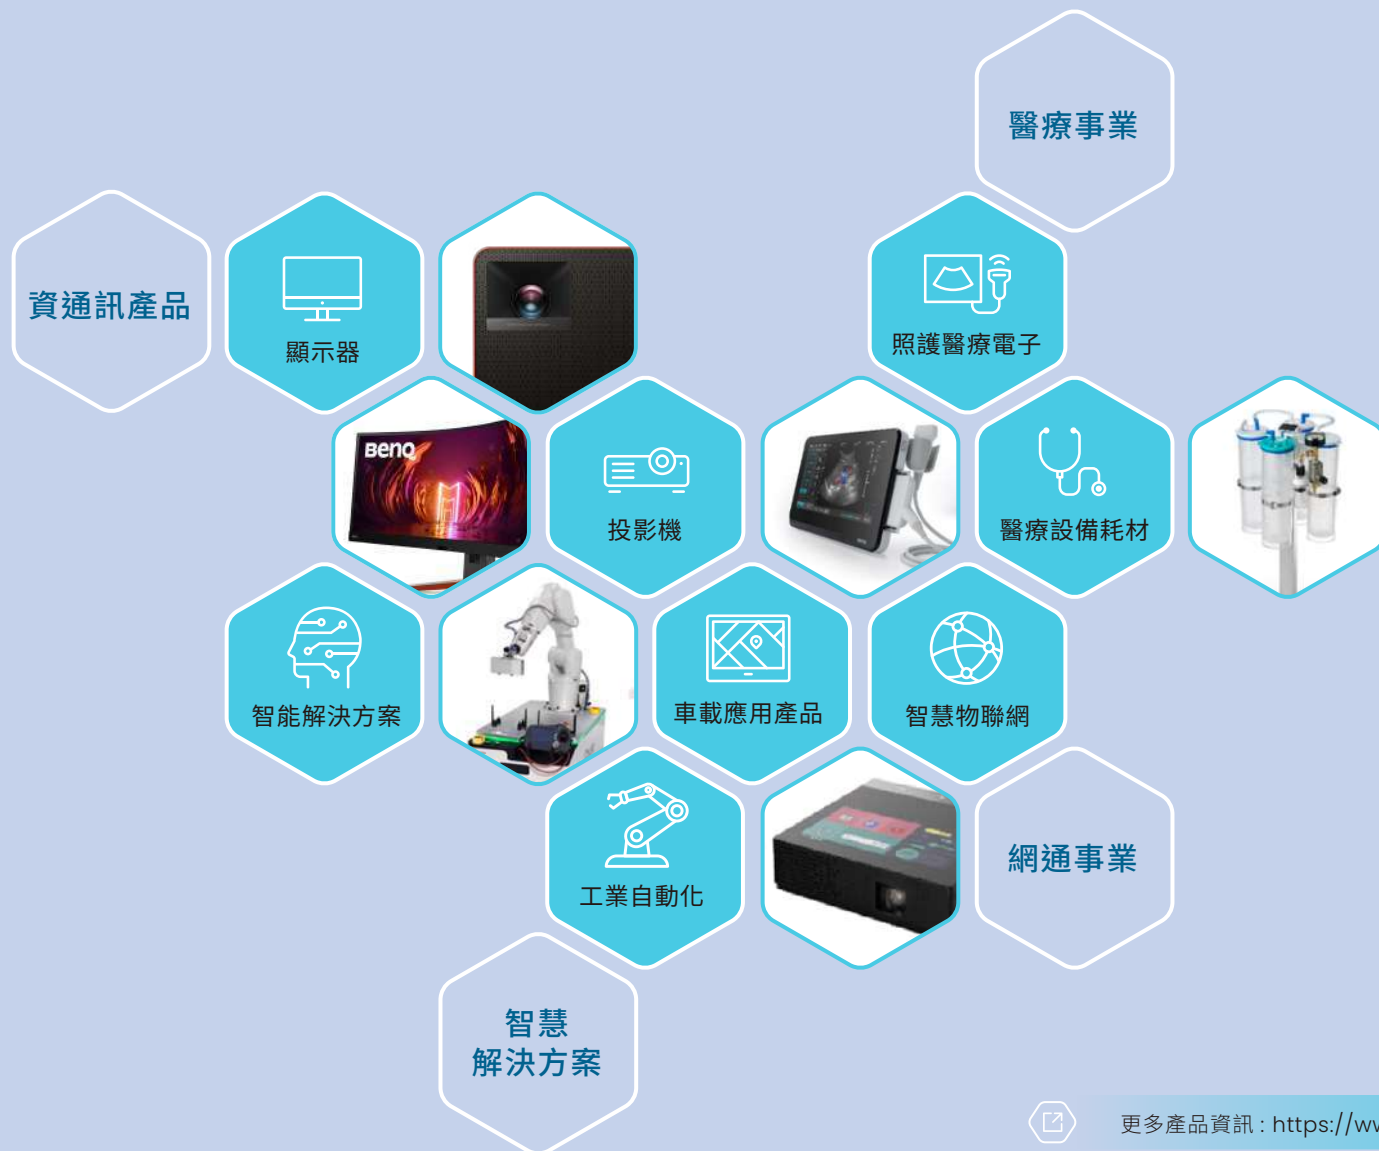 醫療事業
資通訊產品
顯示器
照護醫療電子
BenQ
投影機
醫療設備耗材
智能解決方案
車載應用產品
智慧物聯網
工業自動化
網通事業
智慧
解決方案
更多產品資訊 : https://ww